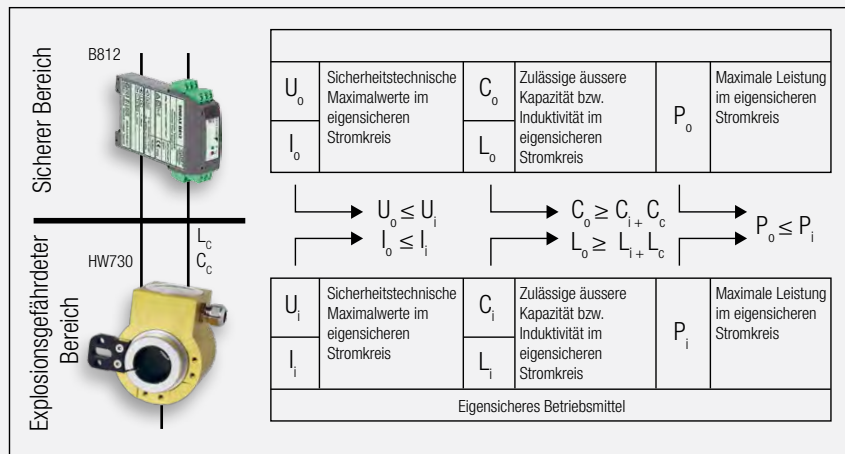 Sicherer Bereich
B812
Explosionsgefährdeter
Bereich
L_c
C_c
HW730
U_o
I_o
Sicherheitstechnische
Maximalwerte im
eigensicheren
Stromkreis
C_o
L_o
Zulässige äussere
Kapazität bzw.
Induktivität im
eigensicheren
Stromkreis
P_o
Maximale Leistung
im eigensicheren
Stromkreis
U_o ≤ U_i
I_o ≤ I_i
C_o ≥ C_i + C_c
L_o ≥ L_i + L_c
P_o ≤ P_i
U_i
I_i
Sicherheitstechnische
Maximalwerte im
eigensicheren
Stromkreis
C_i
L_i
Zulässige äussere
Kapazität bzw.
Induktivität im
eigensicheren
Stromkreis
P_i
Maximale Leistung
im eigensicheren
Stromkreis
Eigensicheres Betriebsmittel